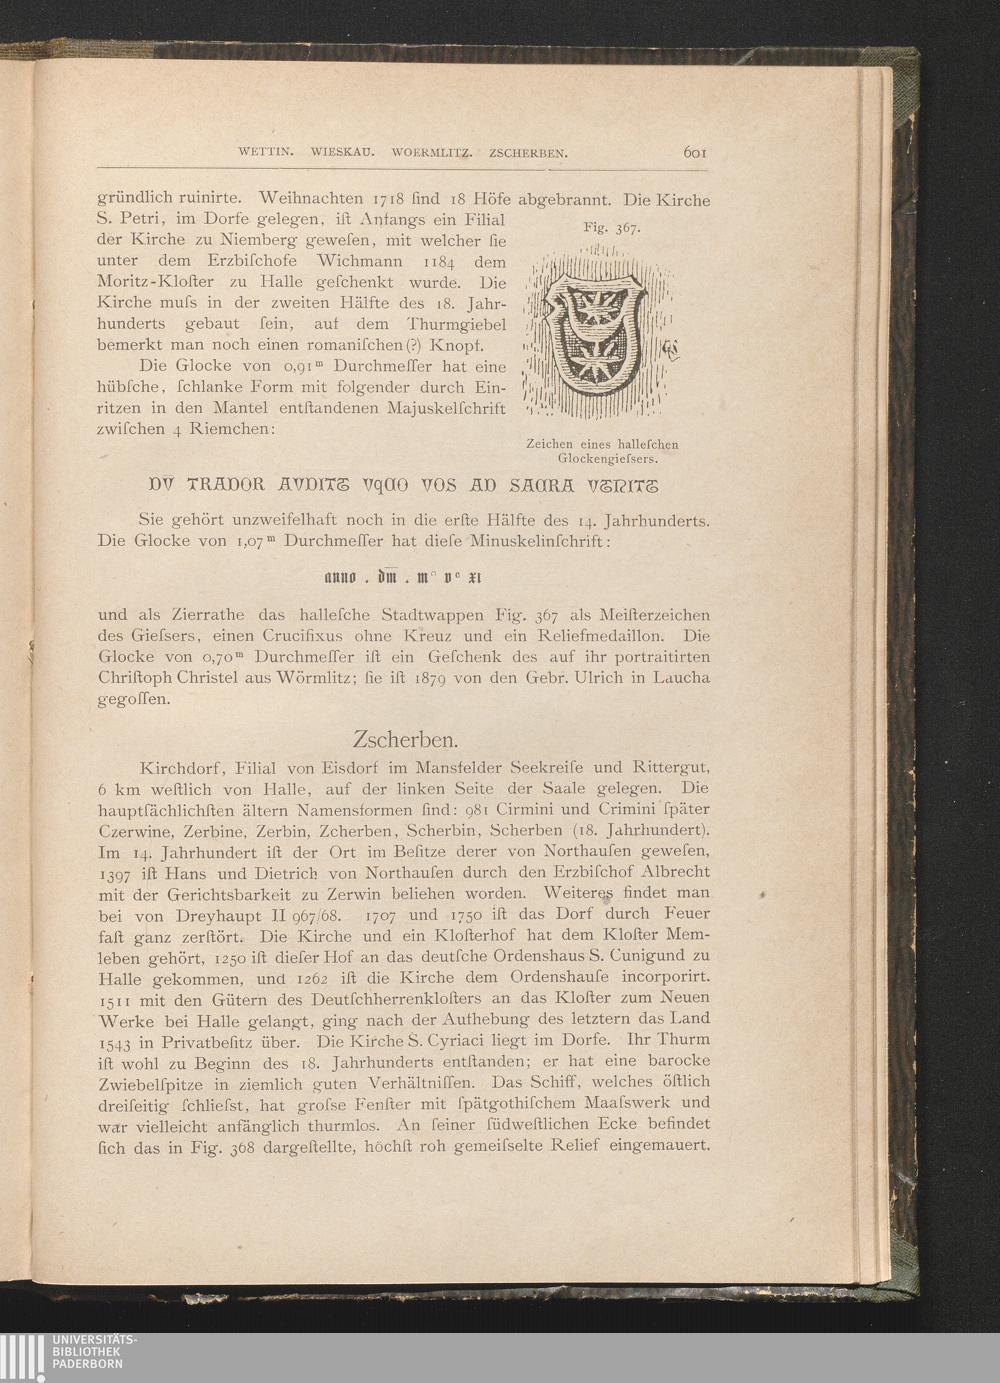 WETTIN. WIESKAU. WOERMLITZ. ZSCHERBEN. 601
gründlich ruinirte. Weihnachten 1718 ſind 18 Höfe abgebrannt. Die Kirche
S. Petri, im Dorfe gelegen, iſt Anfangs ein Filial
der Kirche zu Niemberg geweſen, mit welcher ſie
unter dem Erzbiſchofe Wichmann 1184 dem
Moritz-Kloſter zu Halle geſchenkt wurde. Die
Kirche muſs in der zweiten Hälfte des 18. Jahr-
hunderts gebaut ſein, auf dem Thurmgiebel
bemerkt man noch einen romaniſchen(?) Knopf.
Die Glocke von 0,91ᵐ Durchmeſſer hat eine
hübſche, ſchlanke Form mit folgender durch Ein-
ritzen in den Mantel entſtandenen Majuskelſchrift
zwiſchen 4 Riemchen:
Fig. 367.
Zeichen eines halleſchen
Glockengieſsers.
DV̅ TRADOR AVDITE VqCO VOS AD SACRA VENITE
Sie gehört unzweifelhaft noch in die erſte Hälfte des 14. Jahrhunderts.
Die Glocke von 1,07ᵐ Durchmeſſer hat dieſe Minuskelinſchrift:
anno . dm̅ . mᵒ vᶜ xi
und als Zierrathe das halleſche Stadtwappen Fig. 367 als Meiſterzeichen
des Gieſsers, einen Crucifixus ohne Kreuz und ein Reliefmedaillon. Die
Glocke von 0,70ᵐ Durchmeſſer iſt ein Geſchenk des auf ihr portraitirten
Chriſtoph Christel aus Wörmlitz; ſie iſt 1879 von den Gebr. Ulrich in Laucha
gegoſſen.
Zscherben.
Kirchdorf, Filial von Eisdorf im Mansfelder Seekreiſe und Rittergut,
6 km weſtlich von Halle, auf der linken Seite der Saale gelegen. Die
hauptſächlichſten ältern Namensformen ſind: 981 Cirmini und Crimini ſpäter
Czerwine, Zerbine, Zerbin, Zcherben, Scherbin, Scherben (18. Jahrhundert).
Im 14. Jahrhundert iſt der Ort im Beſitze derer von Northauſen geweſen,
1397 iſt Hans und Dietrich von Northauſen durch den Erzbiſchof Albrecht
mit der Gerichtsbarkeit zu Zerwin beliehen worden. Weiteres findet man
bei von Dreyhaupt II 967/68. 1707 und 1750 iſt das Dorf durch Feuer
faſt ganz zerſtört. Die Kirche und ein Kloſterhof hat dem Kloſter Mem-
leben gehört, 1250 iſt dieſer Hof an das deutſche Ordenshaus S. Cunigund zu
Halle gekommen, und 1262 iſt die Kirche dem Ordenshauſe incorporirt.
1511 mit den Gütern des Deutſchherrenkloſters an das Kloſter zum Neuen
Werke bei Halle gelangt, ging nach der Aufhebung des letztern das Land
1543 in Privatbeſitz über. Die Kirche S. Cyriaci liegt im Dorfe. Ihr Thurm
iſt wohl zu Beginn des 18. Jahrhunderts entſtanden; er hat eine barocke
Zwiebelſpitze in ziemlich guten Verhältniſſen. Das Schiff, welches öſtlich
dreiſeitig ſchlieſst, hat groſse Fenſter mit ſpätgothiſchem Maaſswerk und
war vielleicht anfänglich thurmlos. An ſeiner ſüdweſtlichen Ecke befindet
ſich das in Fig. 368 dargeſtellte, höchſt roh gemeiſselte Relief eingemauert.
UNIVERSITÄTS-
BIBLIOTHEK
PADERBORN